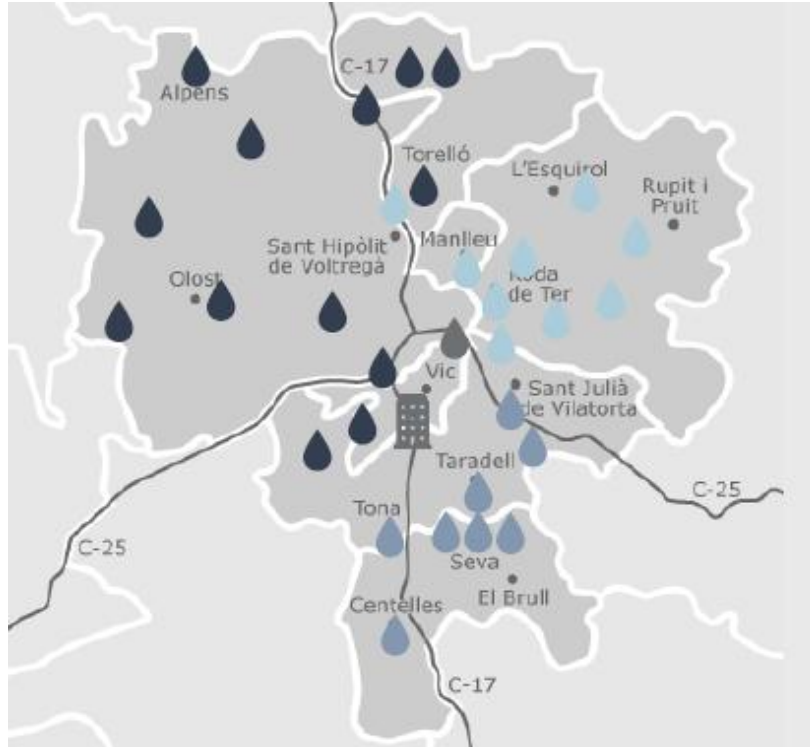 C-17
Alpens
Torelló
L'Esquirol
Rupit i
Pruit
Sant Hipòlit
de Voltregà
Manlleu
Roda
de Ter
Olost
Vic
Sant Julià
de Vilatorta
Taradell
C-25
Tona
C-25
Seva
El Brull
Centelles
C-17